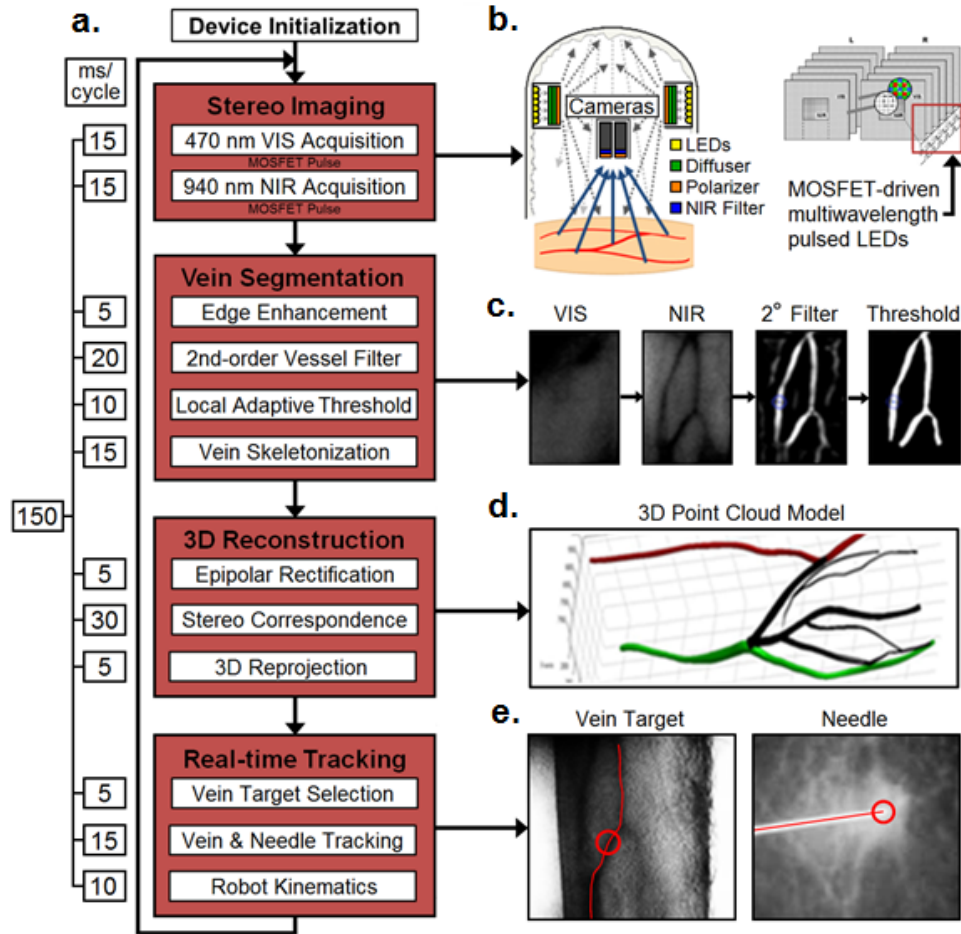 a.
Device Initialization
ms/
cycle
Stereo Imaging
15
470 nm VIS Acquisition
MOSFET Pulse
15
940 nm NIR Acquisition
MOSFET Pulse
Vein Segmentation
5
Edge Enhancement
20
2nd-order Vessel Filter
10
Local Adaptive Threshold
15
Vein Skeletonization
150
3D Reconstruction
5
Epipolar Rectification
30
Stereo Correspondence
5
3D Reprojection
Real-time Tracking
5
Vein Target Selection
15
Vein & Needle Tracking
10
Robot Kinematics
b.
Cameras
LEDs
Diffuser
Polarizer
NIR Filter
L
R
MOSFET-driven
multiwavelength
pulsed LEDs
c.
VIS
NIR
2° Filter
Threshold
d.
3D Point Cloud Model
e.
Vein Target
Needle